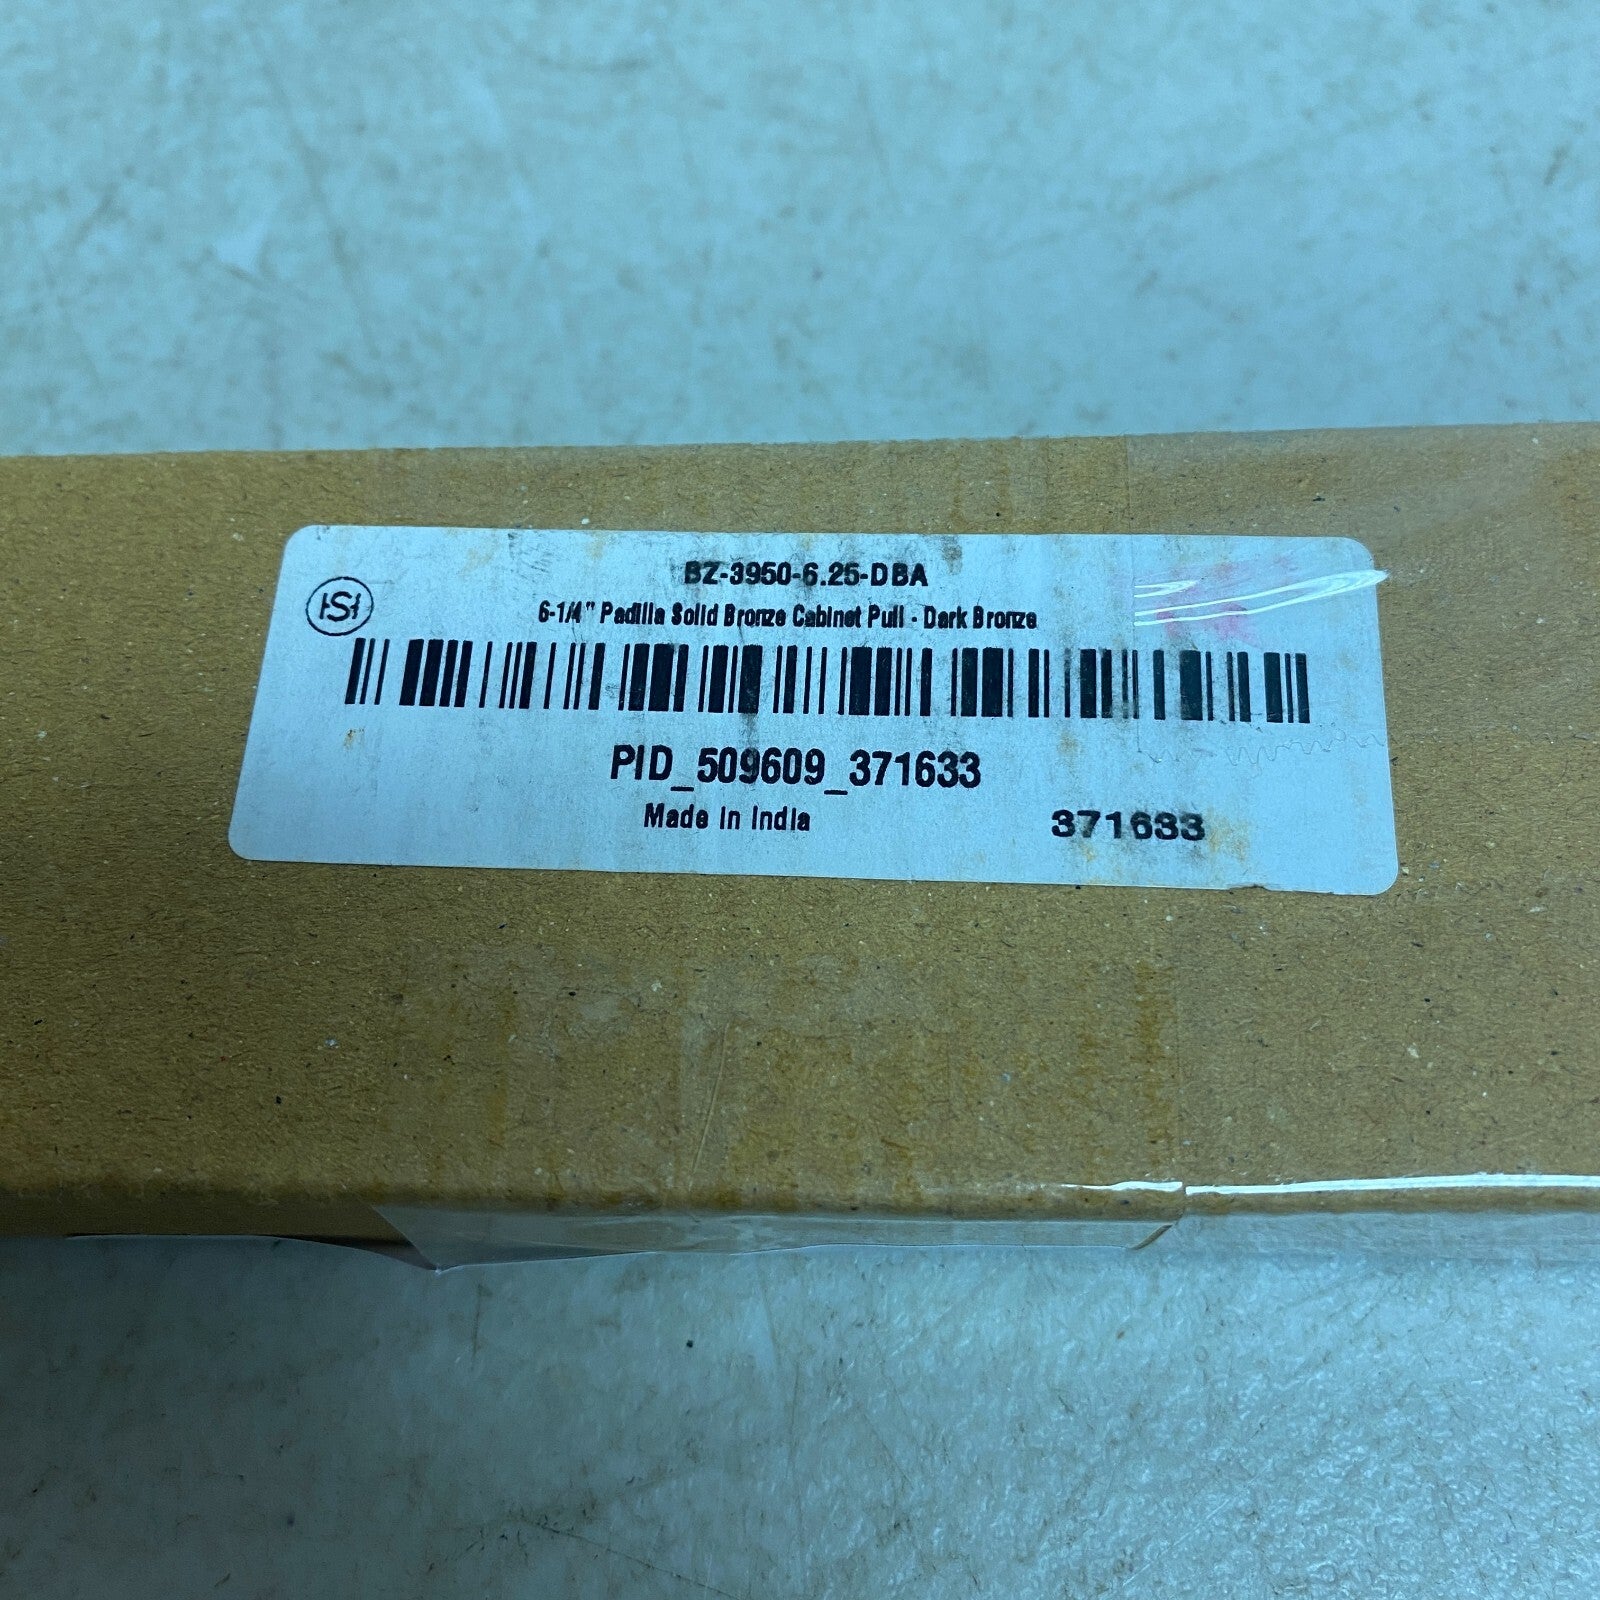 BZ-3950-6.25-DBA
HSH
6-1/4" Padilla Solid Bronze Cabinet Pull - Dark Bronze
PID_509609_371633
Made in India
371633